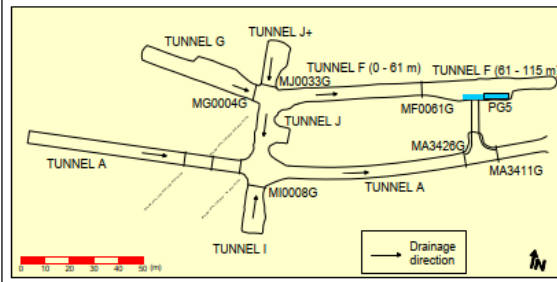 TUNNEL J+
TUNNEL G
TUNNEL F (0 - 61 m)
TUNNEL F (61 - 115 m)
MJ0033G
MG0004G
MF0061G
PG5
TUNNEL J
TUNNEL A
MA3426G
MA3411G
MI0008G
TUNNEL A
TUNNEL I
0 10 20 30 40 50 (m)
Drainage
direction
N